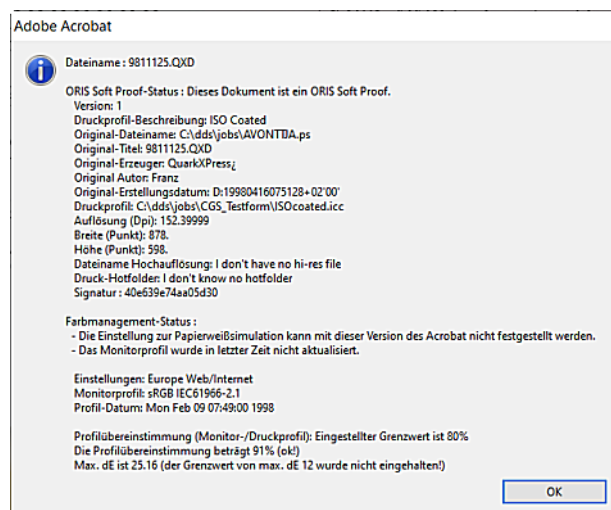 Adobe Acrobat
Dateiname : 9811125.QXD
ORIS Soft Proof-Status : Dieses Dokument ist ein ORIS Soft Proof.
Version: 1
Druckprofil-Beschreibung: ISO Coated
Original-Dateiname: C:\dds\jobs\AVONTDJA.ps
Original-Titel: 9811125.QXD
Original-Erzeuger: QuarkXPress¿
Original Autor: Franz
Original-Erstellungsdatum: D:19980416075128+02'00'
Druckprofil: C:\dds\jobs\CGS_Testform\ISOcoated.icc
Auflösung (Dpi): 152.39999
Breite (Punkt): 878.
Höhe (Punkt): 598.
Dateiname Hochauflösung: I don't have no hi-res file
Druck-Hotfolder: I don't know no hotfolder
Signatur : 40e639e74aa05d30
Farbmanagement-Status :
- Die Einstellung zur Papierweißsimulation kann mit dieser Version des Acrobat nicht festgestellt werden.
- Das Monitorprofil wurde in letzter Zeit nicht aktualisiert.
Einstellungen: Europe Web/Internet
Monitorprofil: sRGB IEC61966-2.1
Profil-Datum: Mon Feb 09 07:49:00 1998
Profilübereinstimmung (Monitor-/Druckprofil): Eingestellter Grenzwert ist 80%
Die Profilübereinstimmung beträgt 91% (ok!)
Max. dE ist 25.16 (der Grenzwert von max. dE 12 wurde nicht eingehalten!)
OK